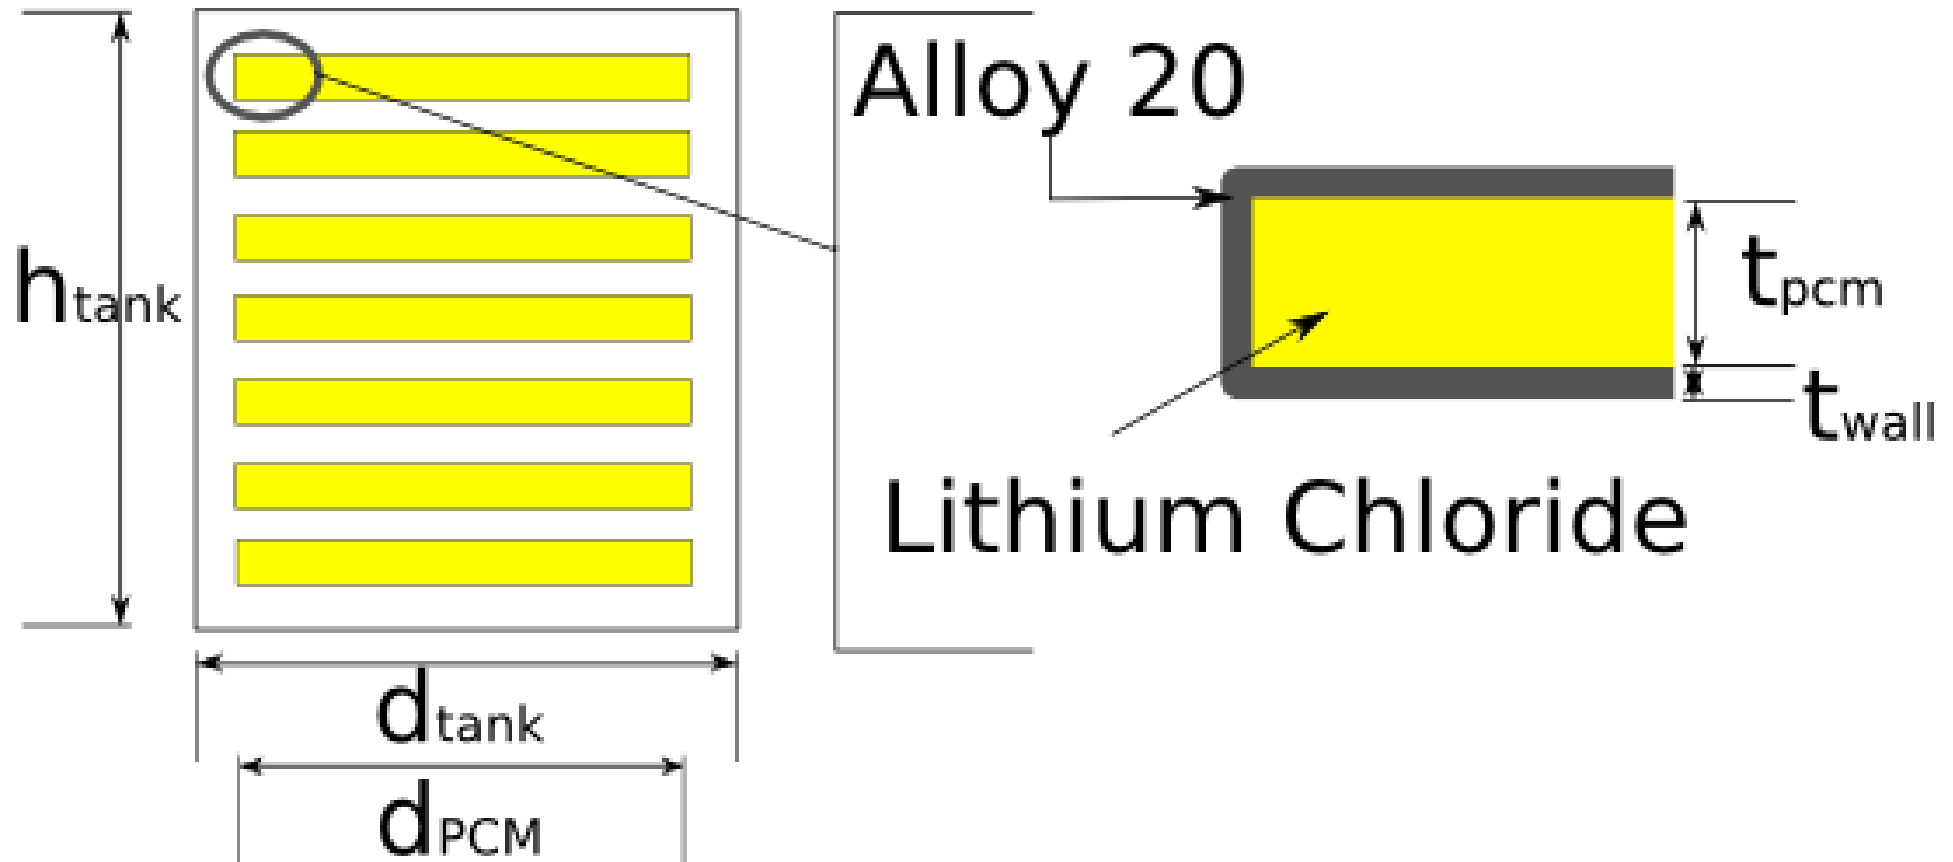 Alloy 20
htank
tpcm
twall
Lithium Chloride
dtank
dPCM